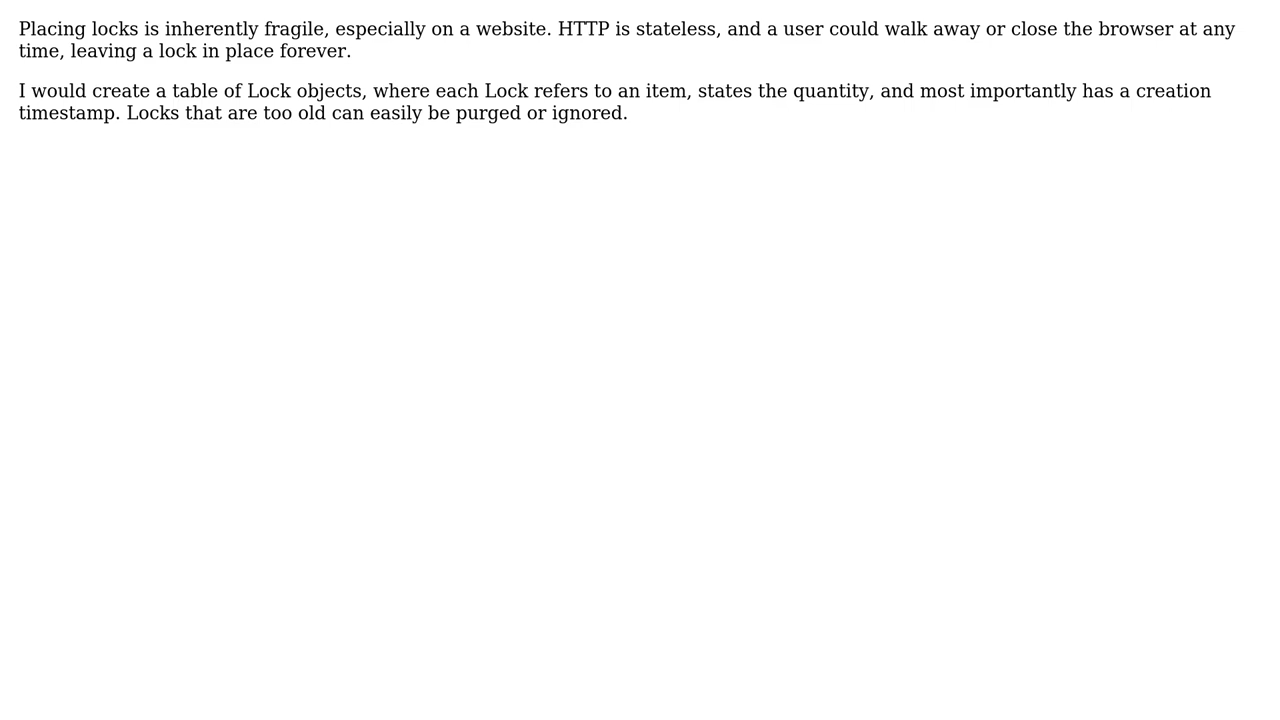 Placing locks is inherently fragile, especially on a website. HTTP is stateless, and a user could walk away or close the browser at any
time, leaving a lock in place forever.
I would create a table of Lock objects, where each Lock refers to an item, states the quantity, and most importantly has a creation
timestamp. Locks that are too old can easily be purged or ignored.